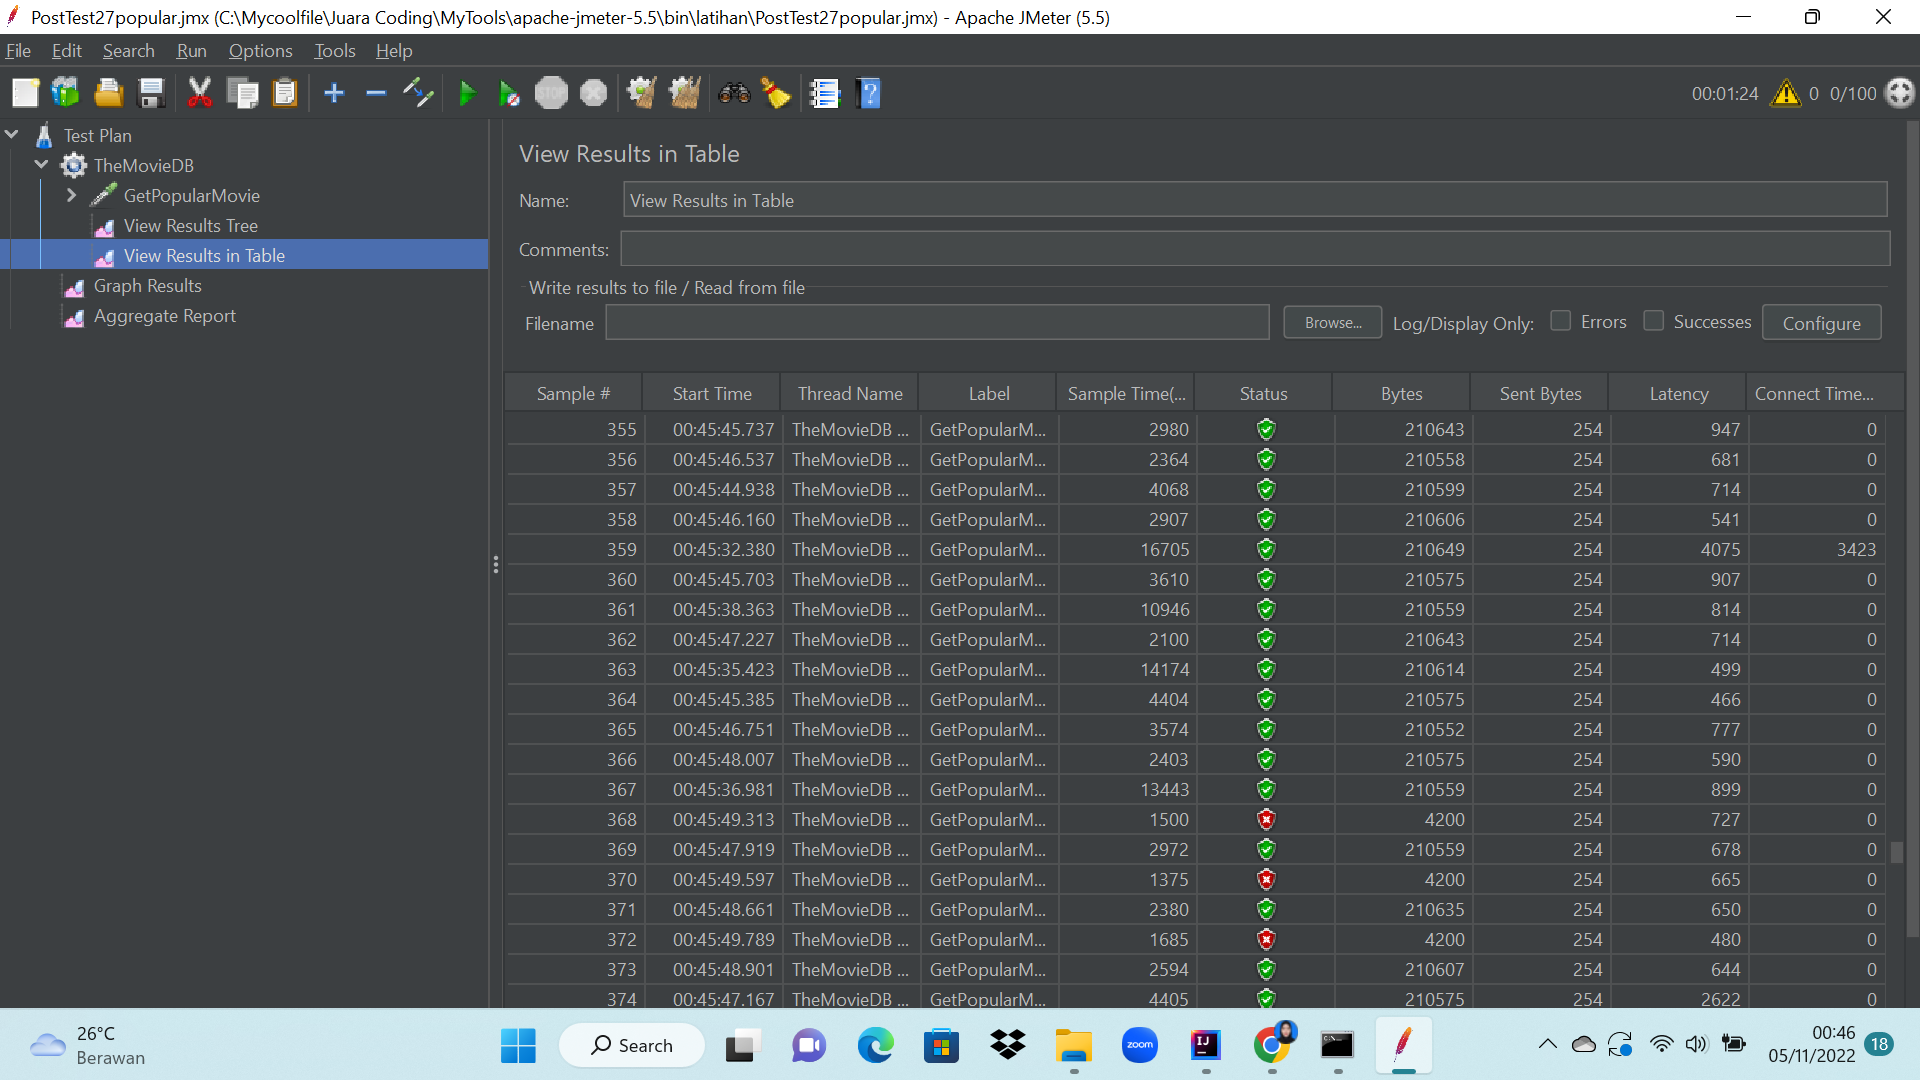 PostTest27popular.jmx (C:\Mycoolfile\Juara Coding\MyTools\apache-jmeter-5.5\bin\latihan\PostTest27popular.jmx) - Apache JMeter (5.5)
File Edit Search Run Options Tools Help
STOP
00:01:24 0 0/100
Test Plan
TheMovieDB
GetPopularMovie
View Results Tree
View Results in Table
Graph Results
Aggregate Report
View Results in Table
Name: View Results in Table
Comments:
Write results to file / Read from file
Filename Browse... Log/Display Only: Errors Successes Configure
Sample # Start Time Thread Name Label Sample Time(... Status Bytes Sent Bytes Latency Connect Time...
355 00:45:45.737 TheMovieDB ... GetPopularM... 2980 210643 254 947 0
356 00:45:46.537 TheMovieDB ... GetPopularM... 2364 210558 254 681 0
357 00:45:44.938 TheMovieDB ... GetPopularM... 4068 210599 254 714 0
358 00:45:46.160 TheMovieDB ... GetPopularM... 2907 210606 254 541 0
359 00:45:32.380 TheMovieDB ... GetPopularM... 16705 210649 254 4075 3423
360 00:45:45.703 TheMovieDB ... GetPopularM... 3610 210575 254 907 0
361 00:45:38.363 TheMovieDB ... GetPopularM... 10946 210559 254 814 0
362 00:45:47.227 TheMovieDB ... GetPopularM... 2100 210643 254 714 0
363 00:45:35.423 TheMovieDB ... GetPopularM... 14174 210614 254 499 0
364 00:45:45.385 TheMovieDB ... GetPopularM... 4404 210575 254 466 0
365 00:45:46.751 TheMovieDB ... GetPopularM... 3574 210552 254 777 0
366 00:45:48.007 TheMovieDB ... GetPopularM... 2403 210575 254 590 0
367 00:45:36.981 TheMovieDB ... GetPopularM... 13443 210559 254 899 0
368 00:45:49.313 TheMovieDB ... GetPopularM... 1500 4200 254 727 0
369 00:45:47.919 TheMovieDB ... GetPopularM... 2972 210559 254 678 0
370 00:45:49.597 TheMovieDB ... GetPopularM... 1375 4200 254 665 0
371 00:45:48.661 TheMovieDB ... GetPopularM... 2380 210635 254 650 0
372 00:45:49.789 TheMovieDB ... GetPopularM... 1685 4200 254 480 0
373 00:45:48.901 TheMovieDB ... GetPopularM... 2594 210607 254 644 0
374 00:45:47.167 TheMovieDB ... GetPopularM... 4405 210575 254 2622 0
26°C
Berawan
Search
zoom
IJ
00:46
05/11/2022
18